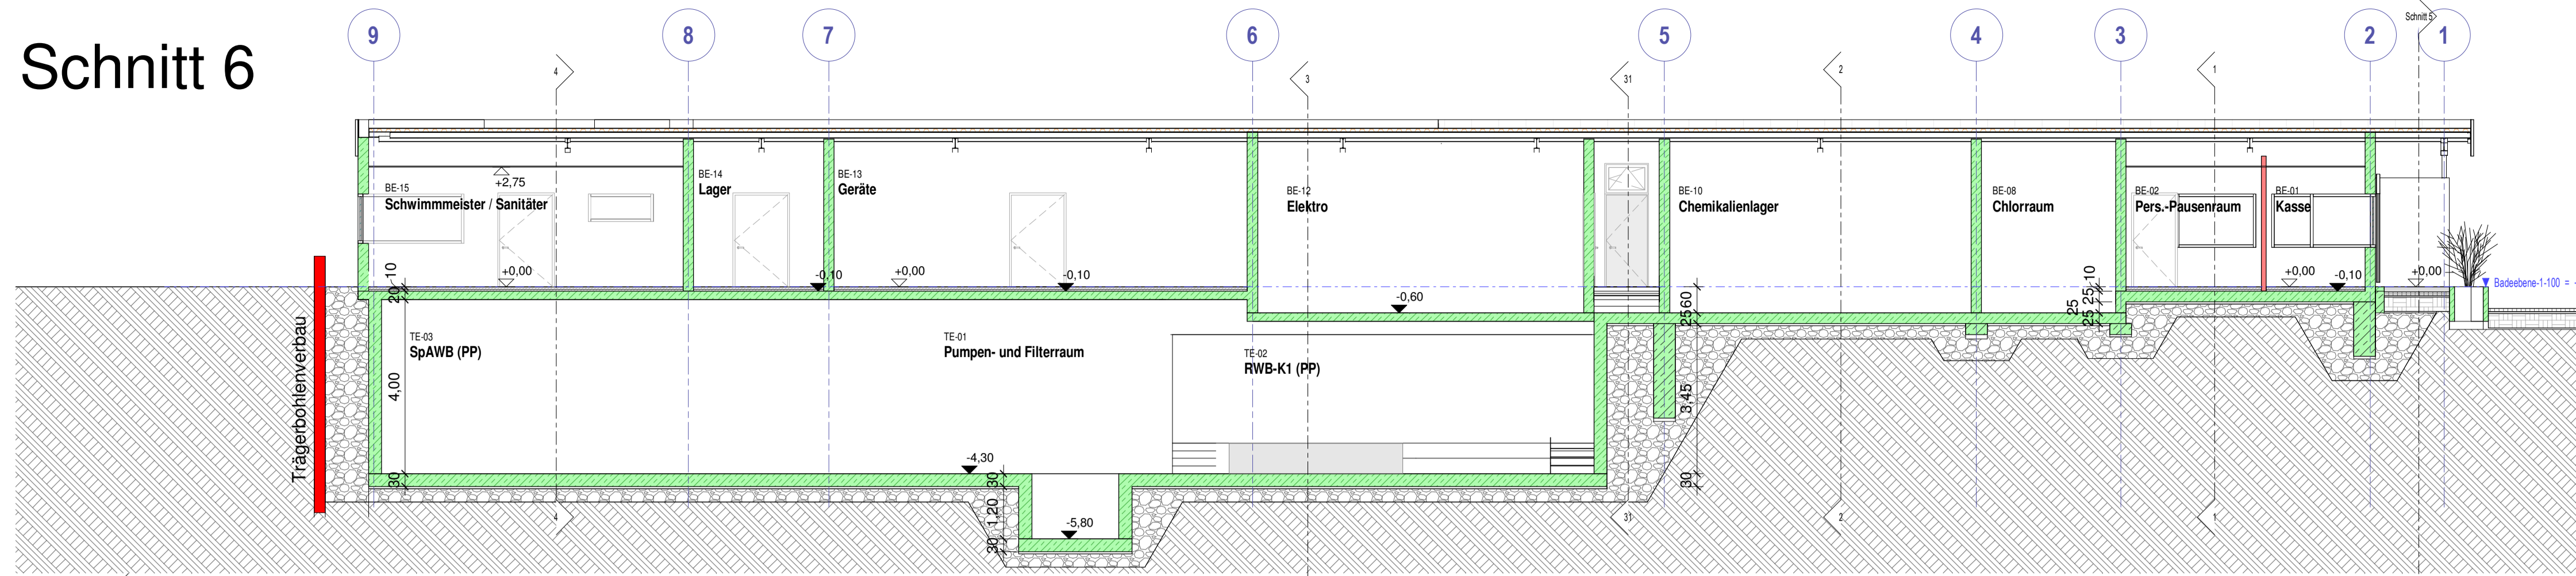 Schnitt 6
9
8
7
6
5
4
3
2
Schnitt 5
1
4
3
31
2
1
BE-15
Schwimmmeister / Sanitäter
+2,75
BE-14
Lager
BE-13
Geräte
BE-12
Elektro
BE-10
Chemikalienlager
BE-08
Chlorraum
BE-02
Pers.-Pausenraum
BE-01
Kasse
+0,00
-0,10
+0,00
-0,10
-0,60
+0,00
-0,10
+0,00
Badeebene-1-100 =
10
20
60
25
10
25
25
25
TE-03
SpAWB (PP)
TE-01
Pumpen- und Filterraum
TE-02
RWB-K1 (PP)
Trägerbohlenverbau
4,00
3,45
-4,30
30
30
30
1,20
-5,80
30
4
31
2
1